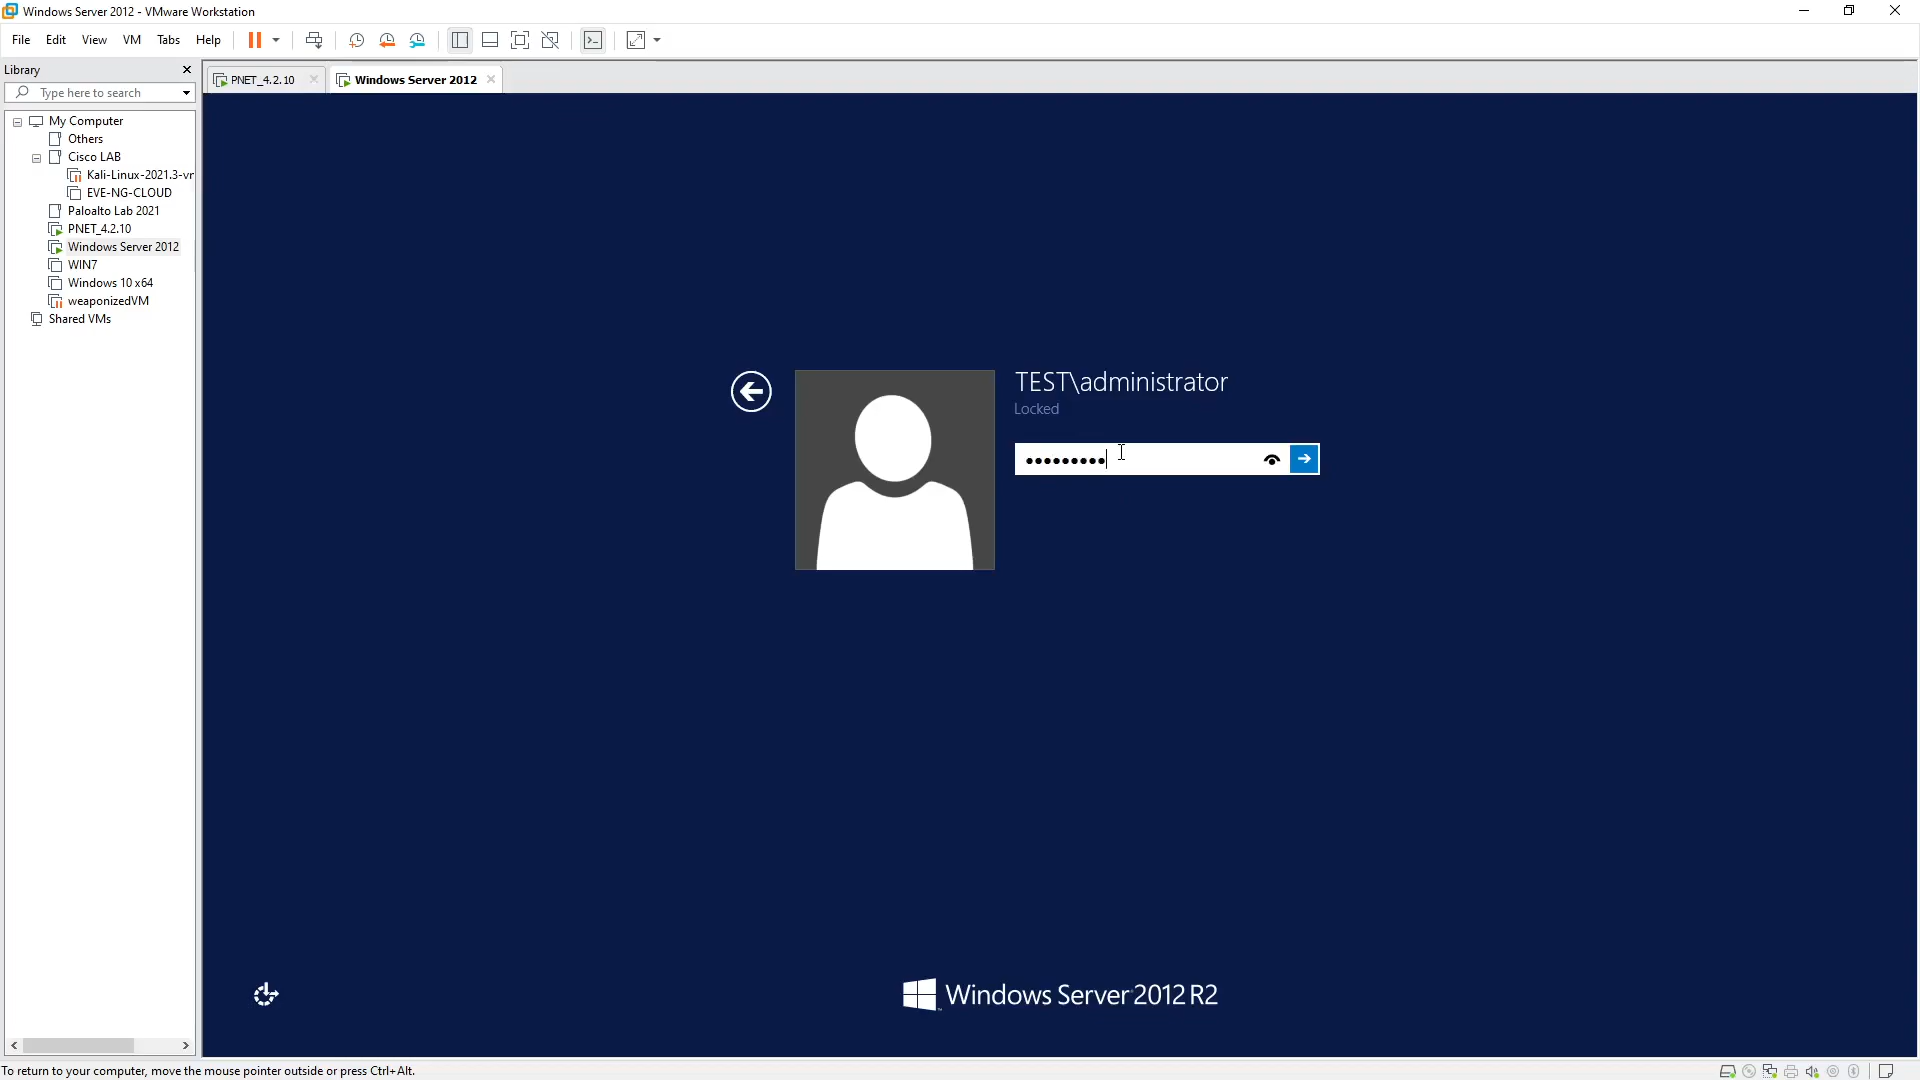 Windows Server 2012 - VMware Workstation
File Edit View VM Tabs Help
Library
Type here to search
My Computer
Others
Cisco LAB
Kali-Linux-2021.3-vr
EVE-NG-CLOUD
Paloalto Lab 2021
PNET_4.2.10
Windows Server 2012
WIN7
Windows 10 x64
weaponizedVM
Shared VMs
PNET_4.2.10
Windows Server 2012
TEST\administrator
Locked
Windows Server 2012 R2
To return to your computer, move the mouse pointer outside or press Ctrl+Alt.